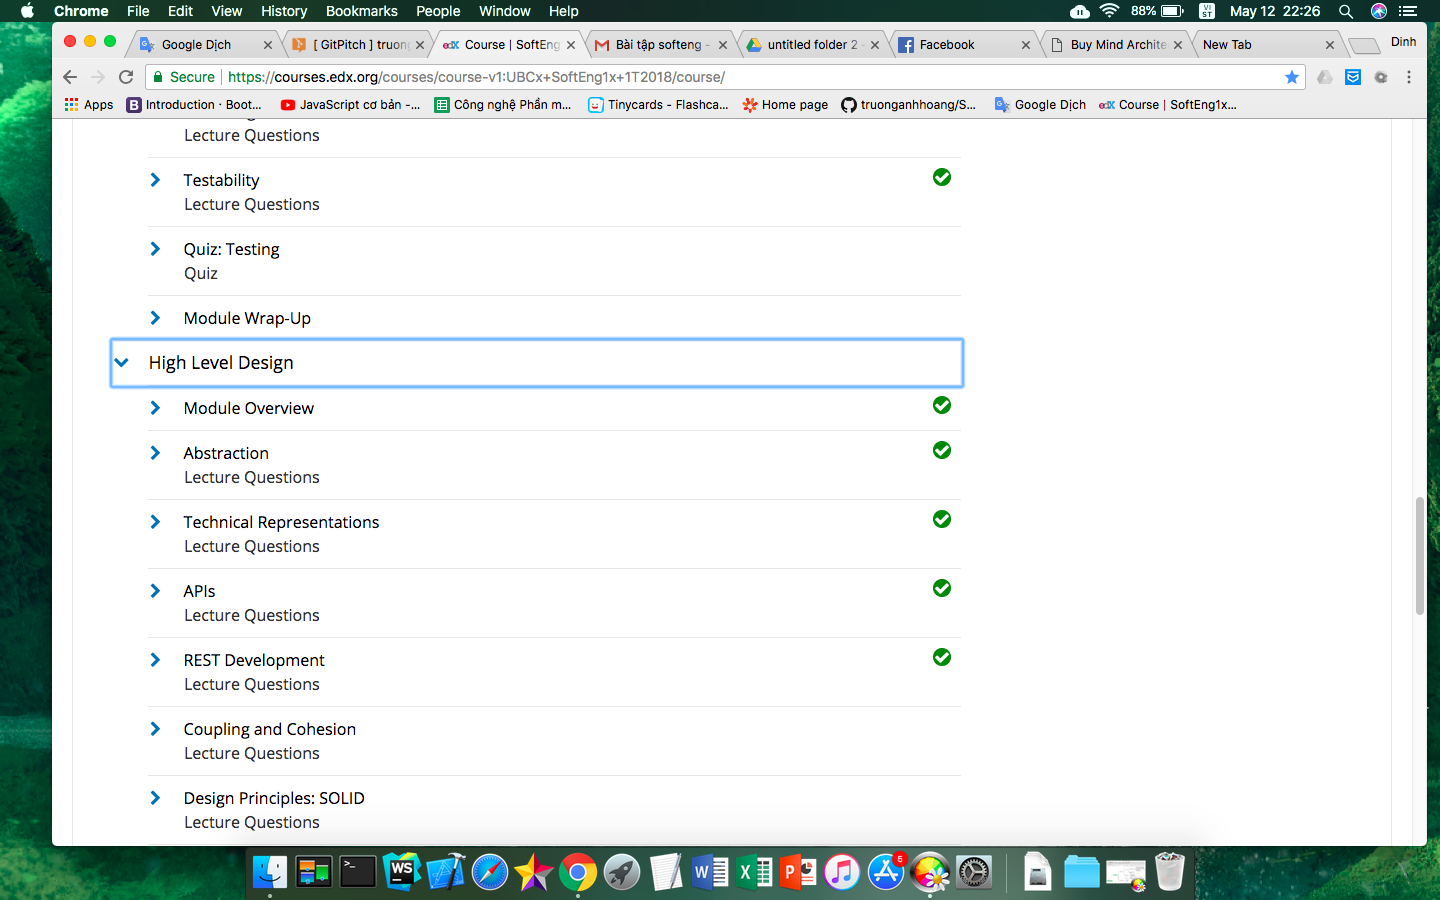 Chrome File Edit View History Bookmarks People Window Help 88% VI ST May 12 22:26
Google Dịch [ GitPitch ] truon Course | SoftEng Bài tập softeng - untitled folder 2 - Facebook Buy Mind Archite New Tab Dinh
Secure https://courses.edx.org/courses/course-v1:UBCx+SoftEng1x+1T2018/course/
Apps Introduction · Boot... JavaScript cơ bản -... Công nghệ Phần m... Tinycards - Flashca... Home page truonganhhoang/S... Google Dịch Course | SoftEng1x...
Lecture Questions
Testability
Lecture Questions
Quiz: Testing
Quiz
Module Wrap-Up
High Level Design
Module Overview
Abstraction
Lecture Questions
Technical Representations
Lecture Questions
APIs
Lecture Questions
REST Development
Lecture Questions
Coupling and Cohesion
Lecture Questions
Design Principles: SOLID
Lecture Questions
WS
5